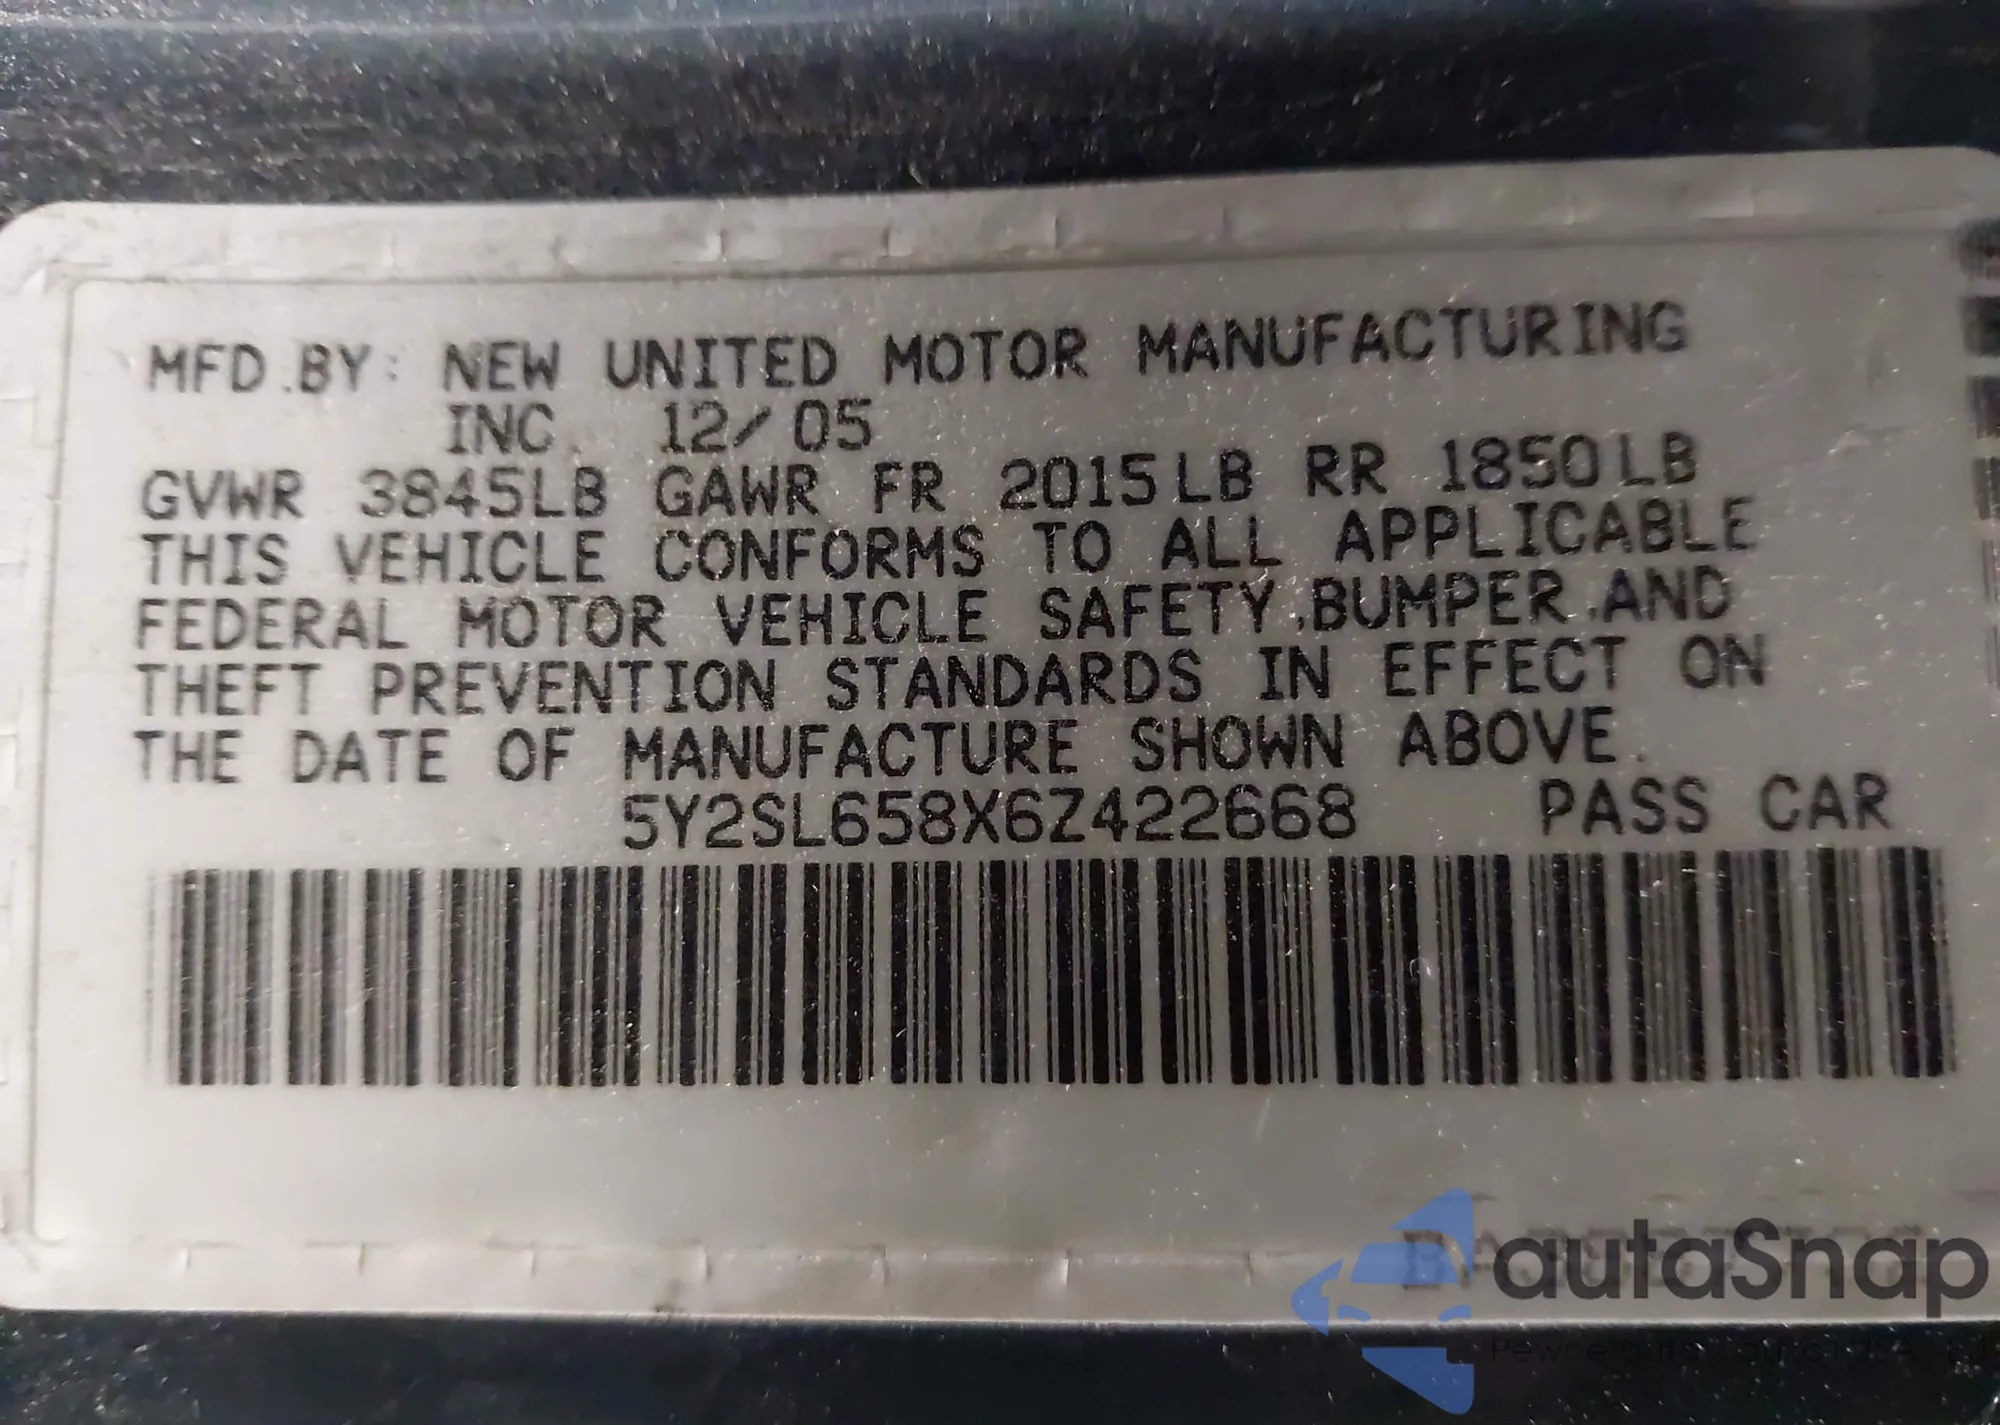 MFD.BY: NEW UNITED MOTOR MANUFACTURING
INC. 12/05
GVWR 3845LB GAWR FR 2015LB RR 1850LB
THIS VEHICLE CONFORMS TO ALL APPLICABLE
FEDERAL MOTOR VEHICLE SAFETY,BUMPER,AND
THEFT PREVENTION STANDARDS IN EFFECT ON
THE DATE OF MANUFACTURE SHOWN ABOVE.
5Y2SL658X6Z422668 PASS CAR
autaSnap